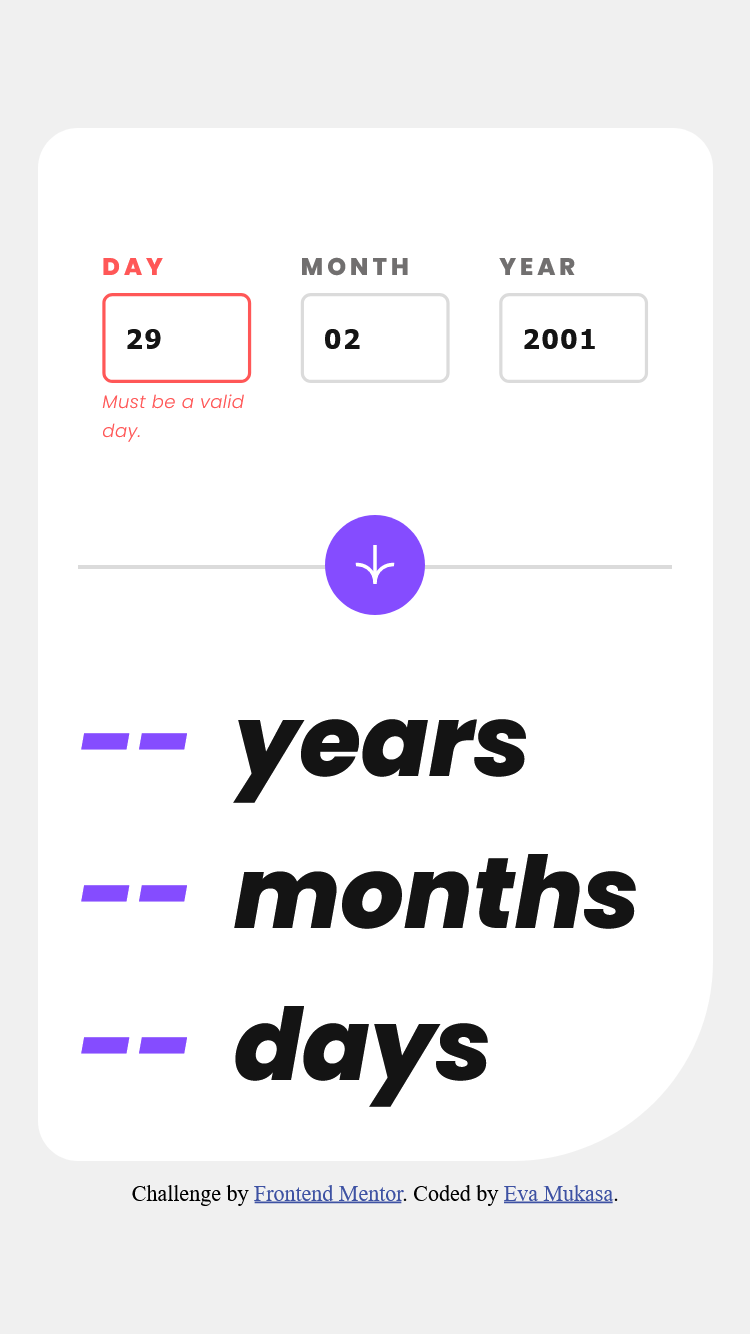 DAY MONTH YEAR
29 02 2001
Must be a valid
day.
-- years
-- months
-- days
Challenge by Frontend Mentor. Coded by Eva Mukasa.